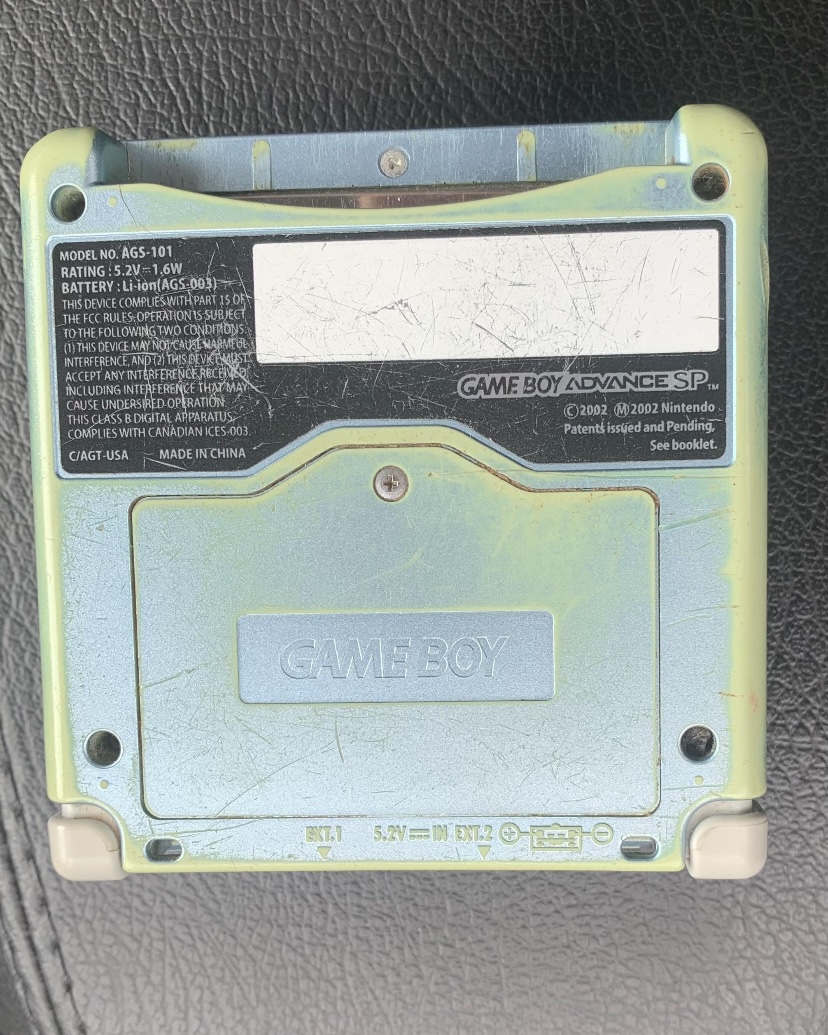 MODEL NO. AGS-101
RATING : 5.2V⎓1.6W
BATTERY : Li-ion(AGS-003)
THIS DEVICE COMPLIES WITH PART 15 OF
THE FCC RULES,OPERATION IS SUBJECT
TO THE FOLLOWING TWO CONDITIONS.
(1) THIS DEVICE MAY NOT CAUSE HARMFUL
INTERFERENCE, AND (2) THIS DEVICE MUST
ACCEPT ANY INTERFERENCE RECEIVED,
INCLUDING INTERFERENCE THAT MAY
CAUSE UNDERSIRED OPERATION.
THIS CLASS B DIGITAL APPARATUS
COMPLIES WITH CANADIAN ICES-003.
C/AGT-USA MADE IN CHINA
GAME BOY ADVANCE SP™
©2002 Ⓜ2002 Nintendo
Patents issued and Pending,
See booklet.
GAME BOY
EXT.1 5.2V⎓IN EXT.2 ⊕ ⊖